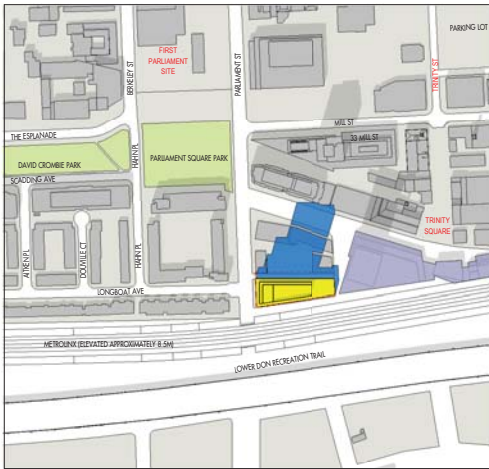 PARKING LOT
FIRST
PARLIAMENT
SITE
BERKELEY ST
PARLIAMENT ST
TRINITY ST
MILL ST
THE ESPLANADE
33 MILL ST
HAHN PL
PARLIAMENT SQUARE PARK
DAVID CROMBIE PARK
SCADDING AVE
AITKEN PL
DOUVILLE CT
HAHN PL
TRINITY
SQUARE
LONGBOAT AVE
METROLINX (ELEVATED APPROXIMATELY 8.5M)
LOWER DON RECREATION TRAIL